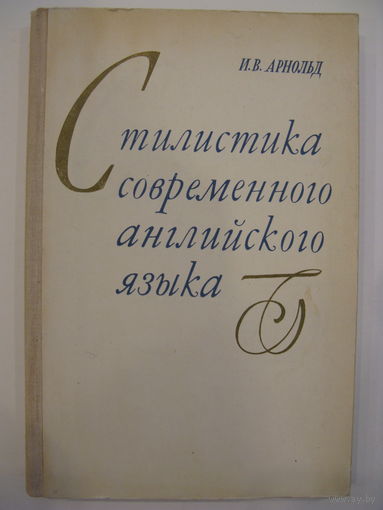 И.В. АРНОЛЬД
Стилистика
современного
английского
языка